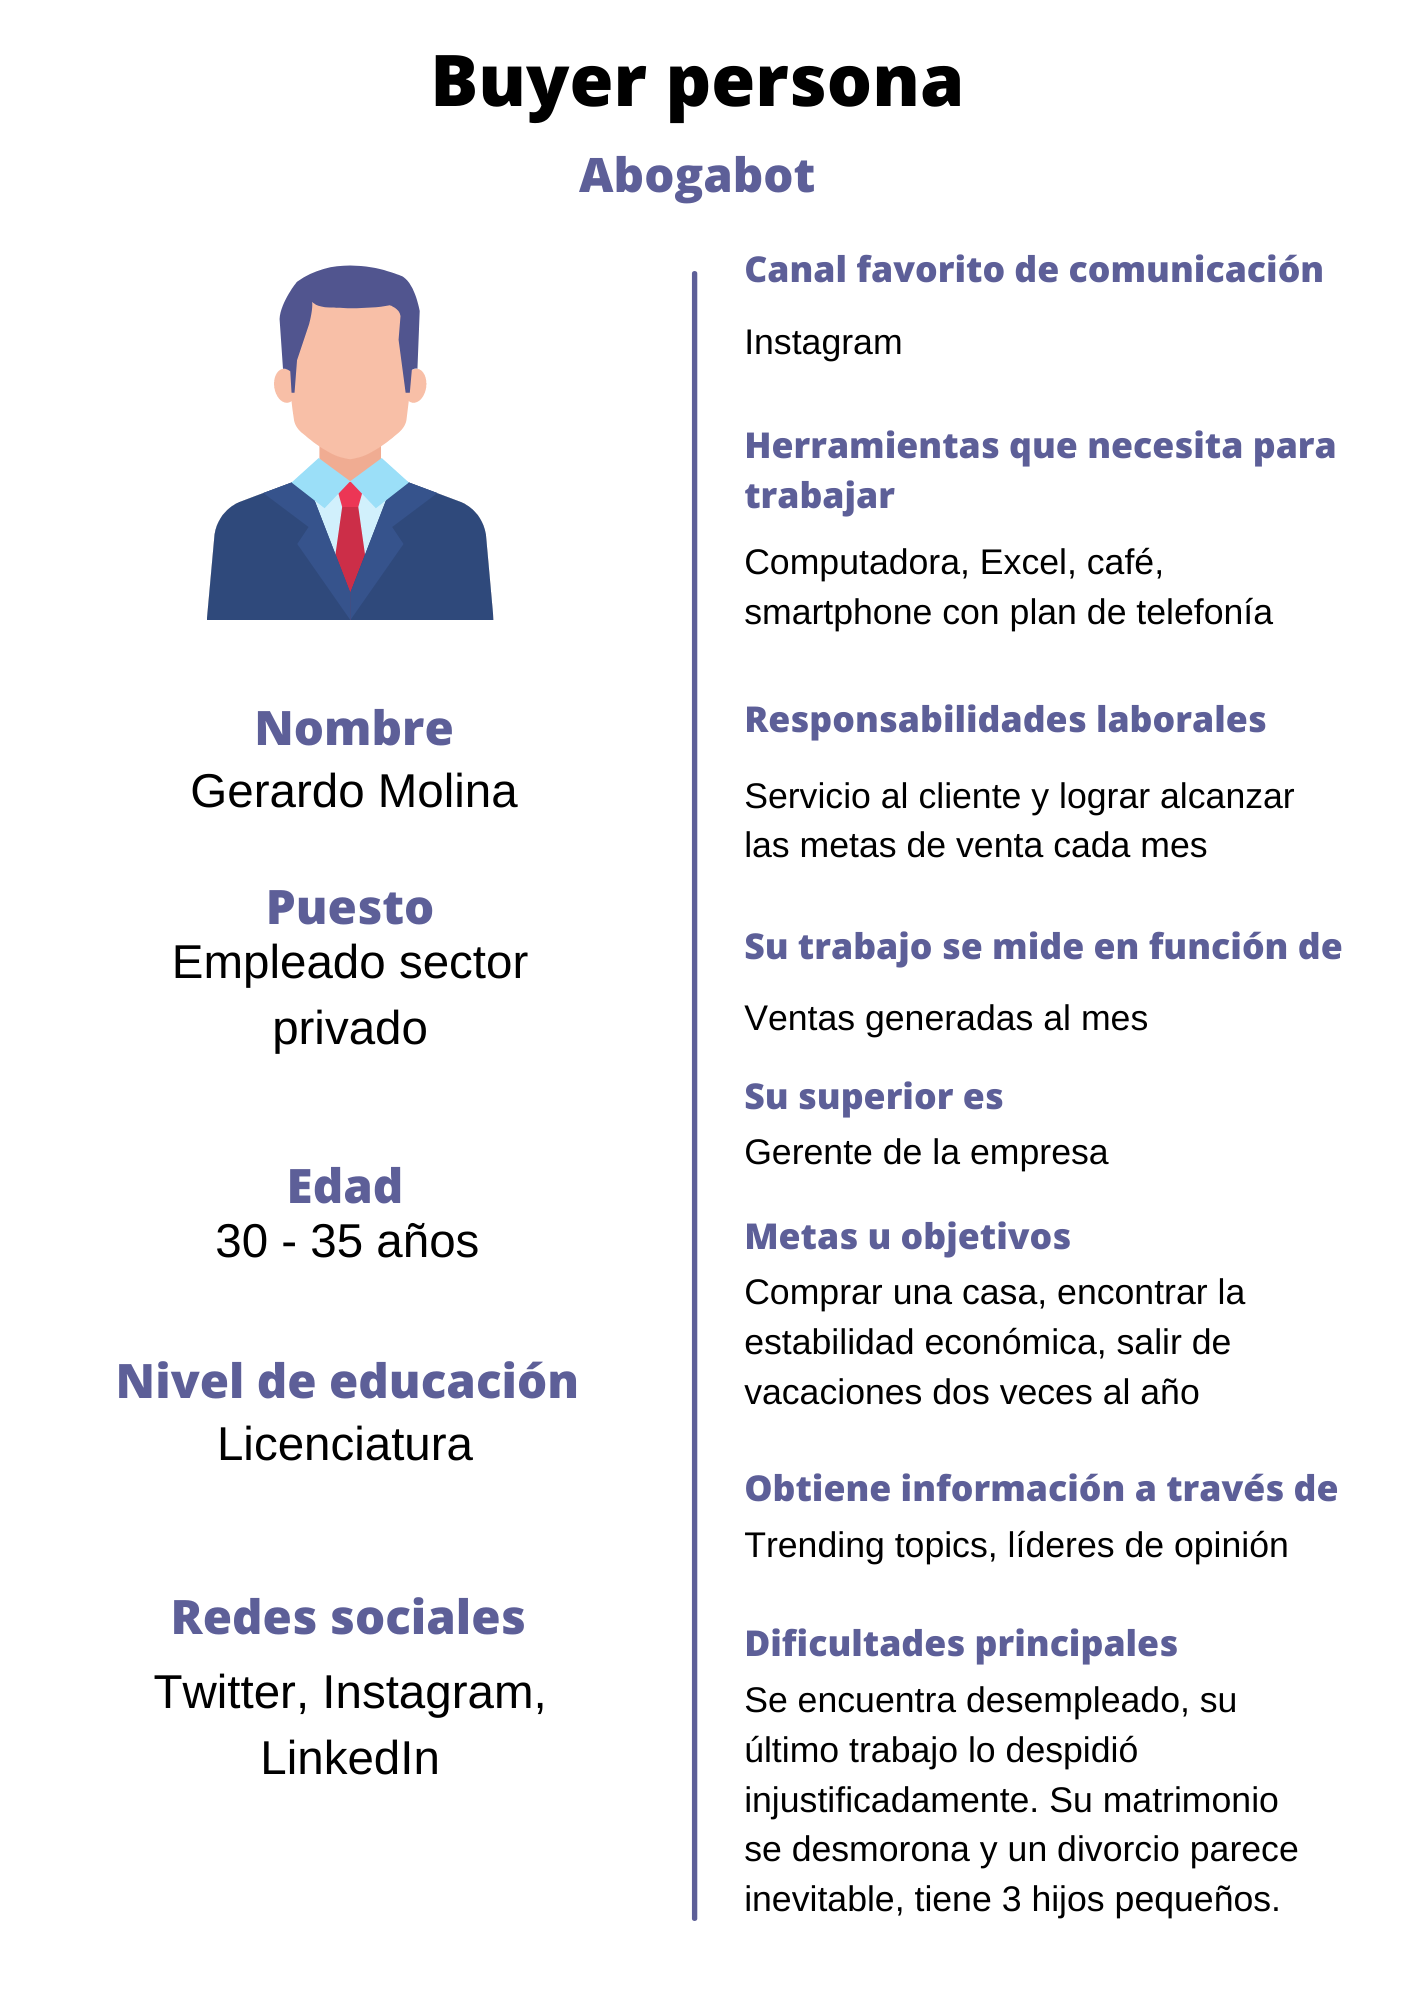 Buyer persona
Abogabot
Nombre
Gerardo Molina
Puesto
Empleado sector
privado
Edad
30 - 35 años
Nivel de educación
Licenciatura
Redes sociales
Twitter, Instagram,
LinkedIn
Canal favorito de comunicación
Instagram
Herramientas que necesita para
trabajar
Computadora, Excel, café,
smartphone con plan de telefonía
Responsabilidades laborales
Servicio al cliente y lograr alcanzar
las metas de venta cada mes
Su trabajo se mide en función de
Ventas generadas al mes
Su superior es
Gerente de la empresa
Metas u objetivos
Comprar una casa, encontrar la
estabilidad económica, salir de
vacaciones dos veces al año
Obtiene información a través de
Trending topics, líderes de opinión
Dificultades principales
Se encuentra desempleado, su
último trabajo lo despidió
injustificadamente. Su matrimonio
se desmorona y un divorcio parece
inevitable, tiene 3 hijos pequeños.